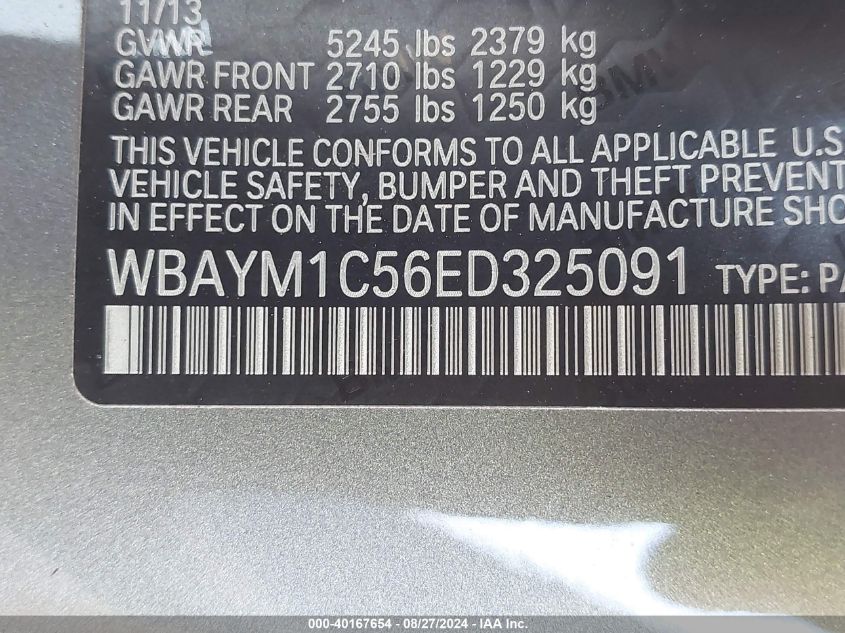 11/13
GVWR 5245 lbs 2379 kg
GAWR FRONT 2710 lbs 1229 kg
GAWR REAR 2755 lbs 1250 kg
THIS VEHICLE CONFORMS TO ALL APPLICABLE U.S
VEHICLE SAFETY, BUMPER AND THEFT PREVENT
IN EFFECT ON THE DATE OF MANUFACTURE SHO
WBAYM1C56ED325091 TYPE: PA
000-40167654 - 08/27/2024 - IAA Inc.